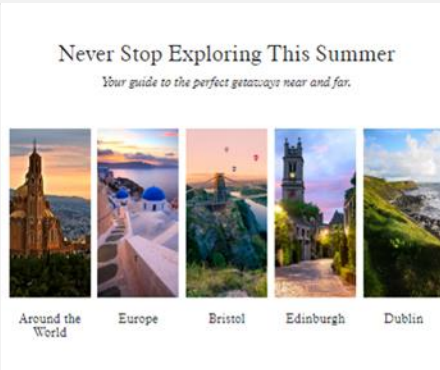 Never Stop Exploring This Summer
Your guide to the perfect getaways near and far.
Around the
World
Europe
Bristol
Edinburgh
Dublin